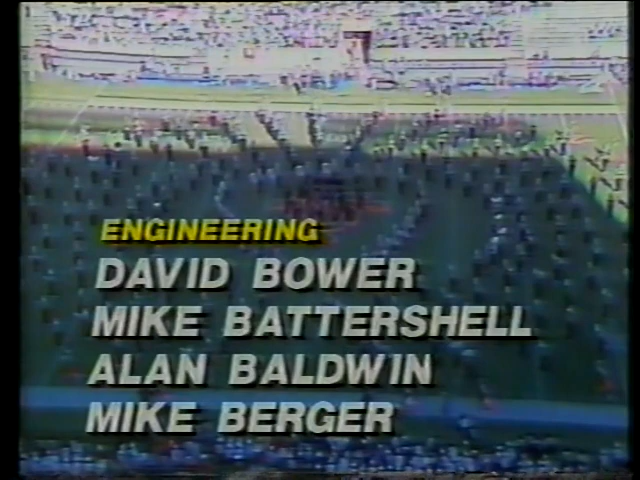 ENGINEERING
DAVID BOWER
MIKE BATTERSHELL
ALAN BALDWIN
MIKE BERGER